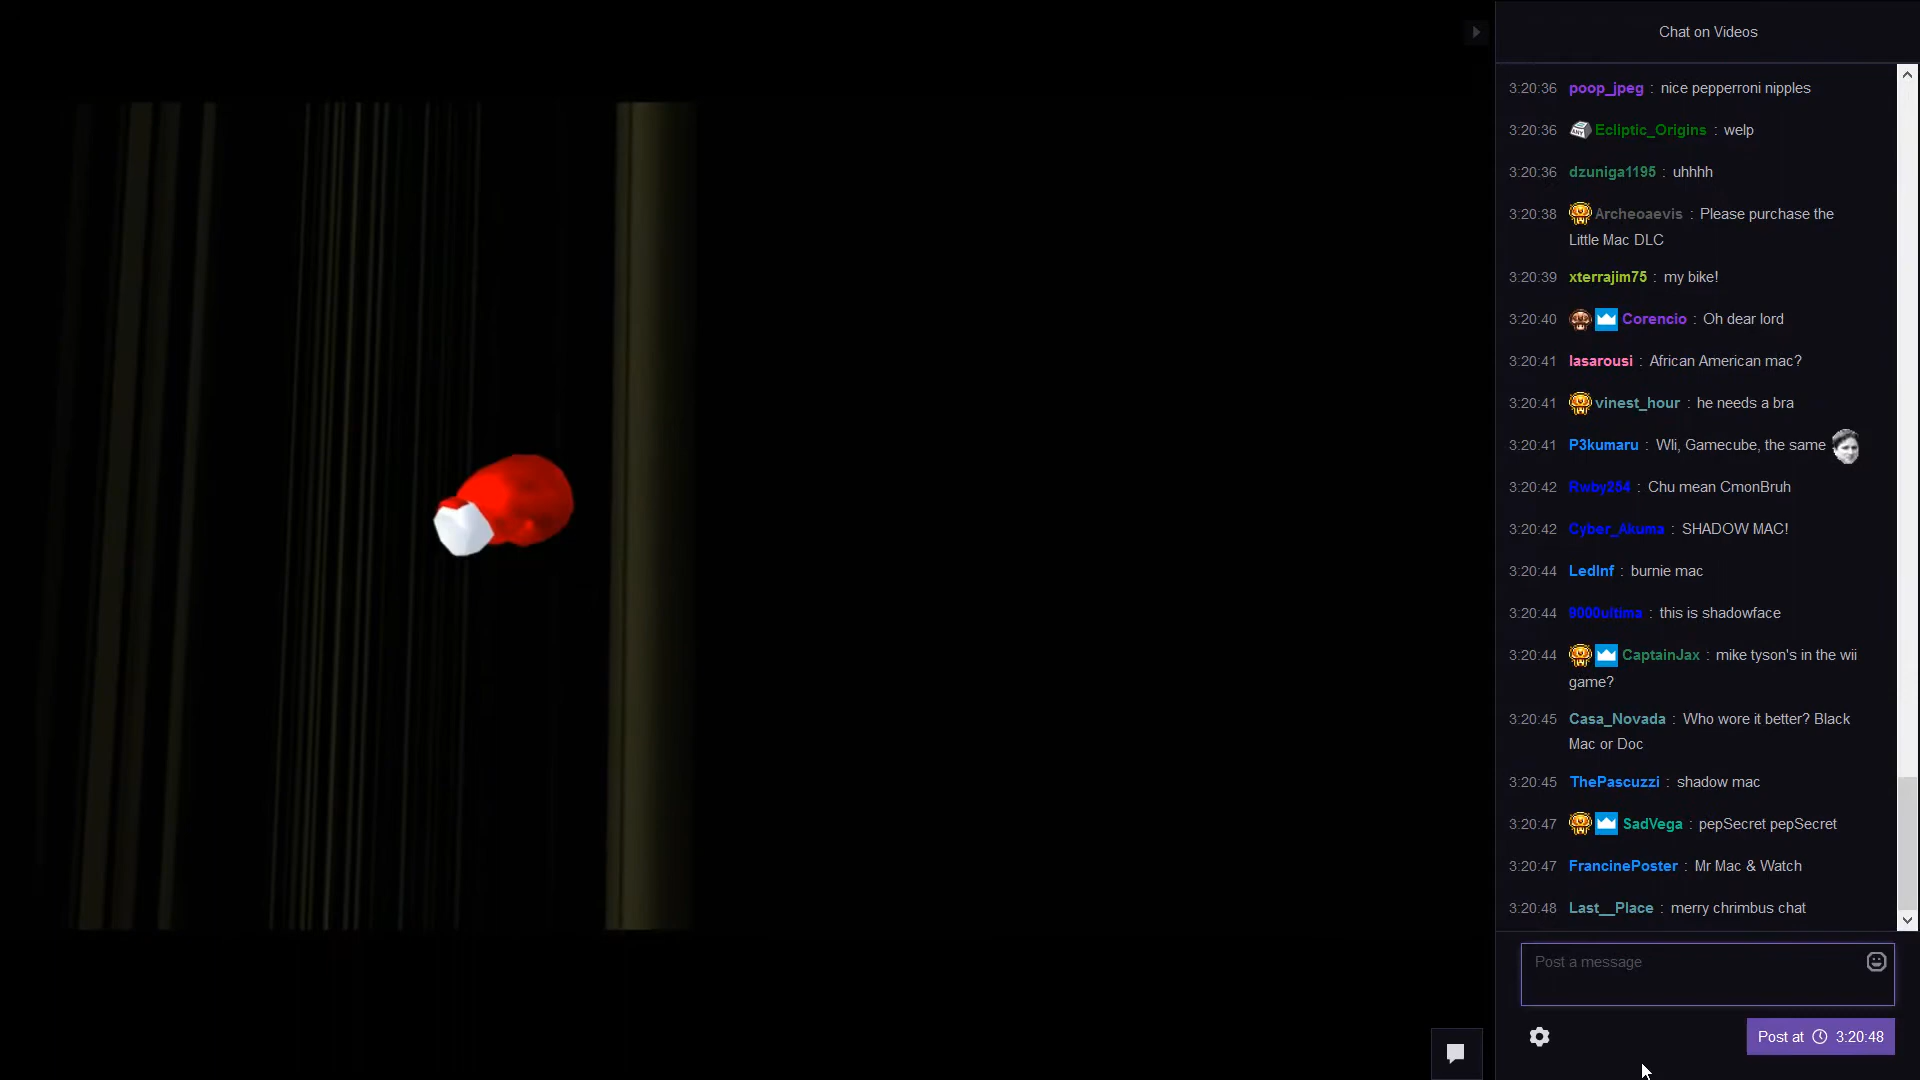 Chat on Videos
3:20:36 poop_jpeg : nice pepperroni nipples
3:20:36 Ecliptic_Origins : welp
3:20:36 dzuniga1195 : uhhhh
3:20:38 Archeoaevis : Please purchase the
Little Mac DLC
3:20:39 xterrajim75 : my bike!
3:20:40 Corencio : Oh dear lord
3:20:41 lasarousi : African American mac?
3:20:41 vinest_hour : he needs a bra
3:20:41 P3kumaru : WIi, Gamecube, the same
3:20:42 Rwby254 : Chu mean CmonBruh
3:20:42 Cyber_Akuma : SHADOW MAC!
3:20:44 LedInf : burnie mac
3:20:44 9000ultima : this is shadowface
3:20:44 CaptainJax : mike tyson's in the wii
game?
3:20:45 Casa_Novada : Who wore it better? Black
Mac or Doc
3:20:45 ThePascuzzi : shadow mac
3:20:47 SadVega : pepSecret pepSecret
3:20:47 FrancinePoster : Mr Mac & Watch
3:20:48 Last__Place : merry chrimbus chat
Post a message
Post at 3:20:48